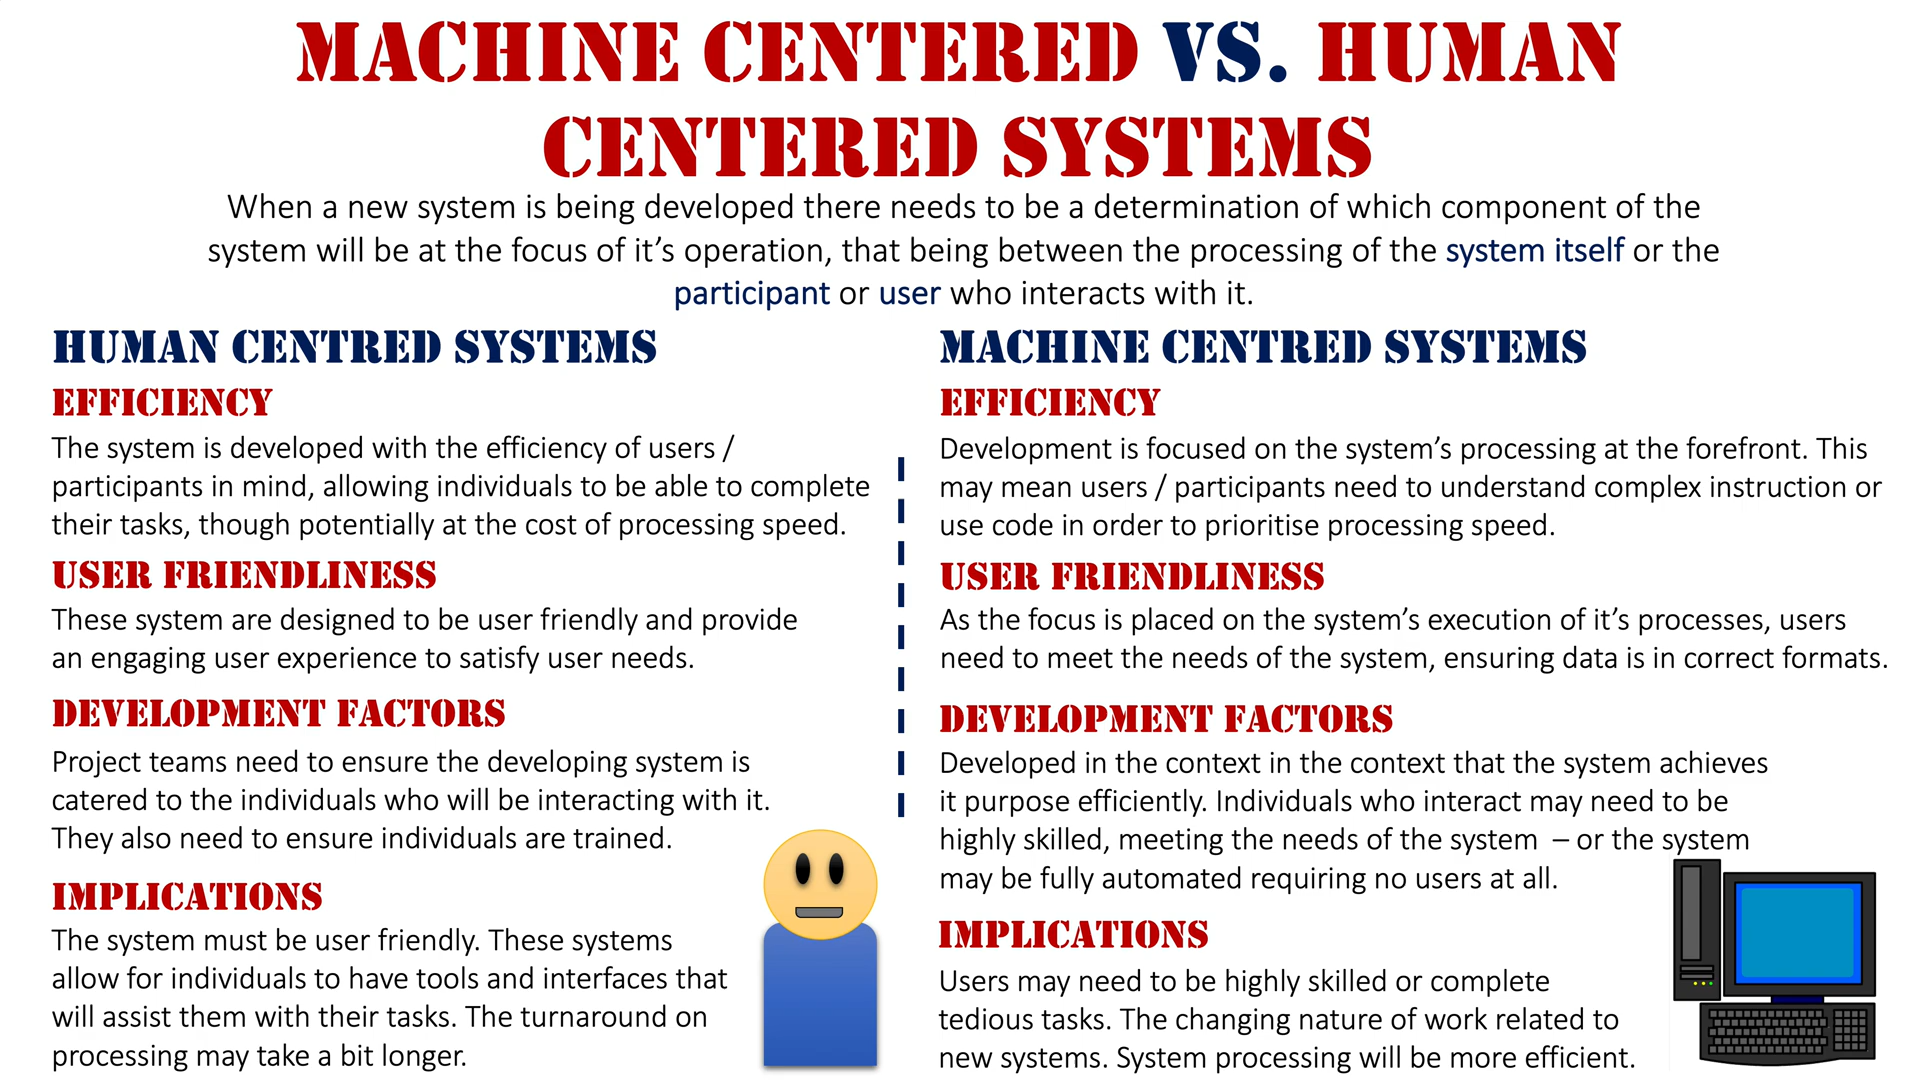 MACHINE CENTERED VS. HUMAN
CENTERED SYSTEMS
When a new system is being developed there needs to be a determination of which component of the
system will be at the focus of it’s operation, that being between the processing of the system itself or the
participant or user who interacts with it.
HUMAN CENTRED SYSTEMS
EFFICIENCY
The system is developed with the efficiency of users /
participants in mind, allowing individuals to be able to complete
their tasks, though potentially at the cost of processing speed.
USER FRIENDLINESS
These system are designed to be user friendly and provide
an engaging user experience to satisfy user needs.
DEVELOPMENT FACTORS
Project teams need to ensure the developing system is
catered to the individuals who will be interacting with it.
They also need to ensure individuals are trained.
IMPLICATIONS
The system must be user friendly. These systems
allow for individuals to have tools and interfaces that
will assist them with their tasks. The turnaround on
processing may take a bit longer.
MACHINE CENTRED SYSTEMS
EFFICIENCY
Development is focused on the system’s processing at the forefront. This
may mean users / participants need to understand complex instruction or
use code in order to prioritise processing speed.
USER FRIENDLINESS
As the focus is placed on the system’s execution of it’s processes, users
need to meet the needs of the system, ensuring data is in correct formats.
DEVELOPMENT FACTORS
Developed in the context in the context that the system achieves
it purpose efficiently. Individuals who interact may need to be
highly skilled, meeting the needs of the system – or the system
may be fully automated requiring no users at all.
IMPLICATIONS
Users may need to be highly skilled or complete
tedious tasks. The changing nature of work related to
new systems. System processing will be more efficient.